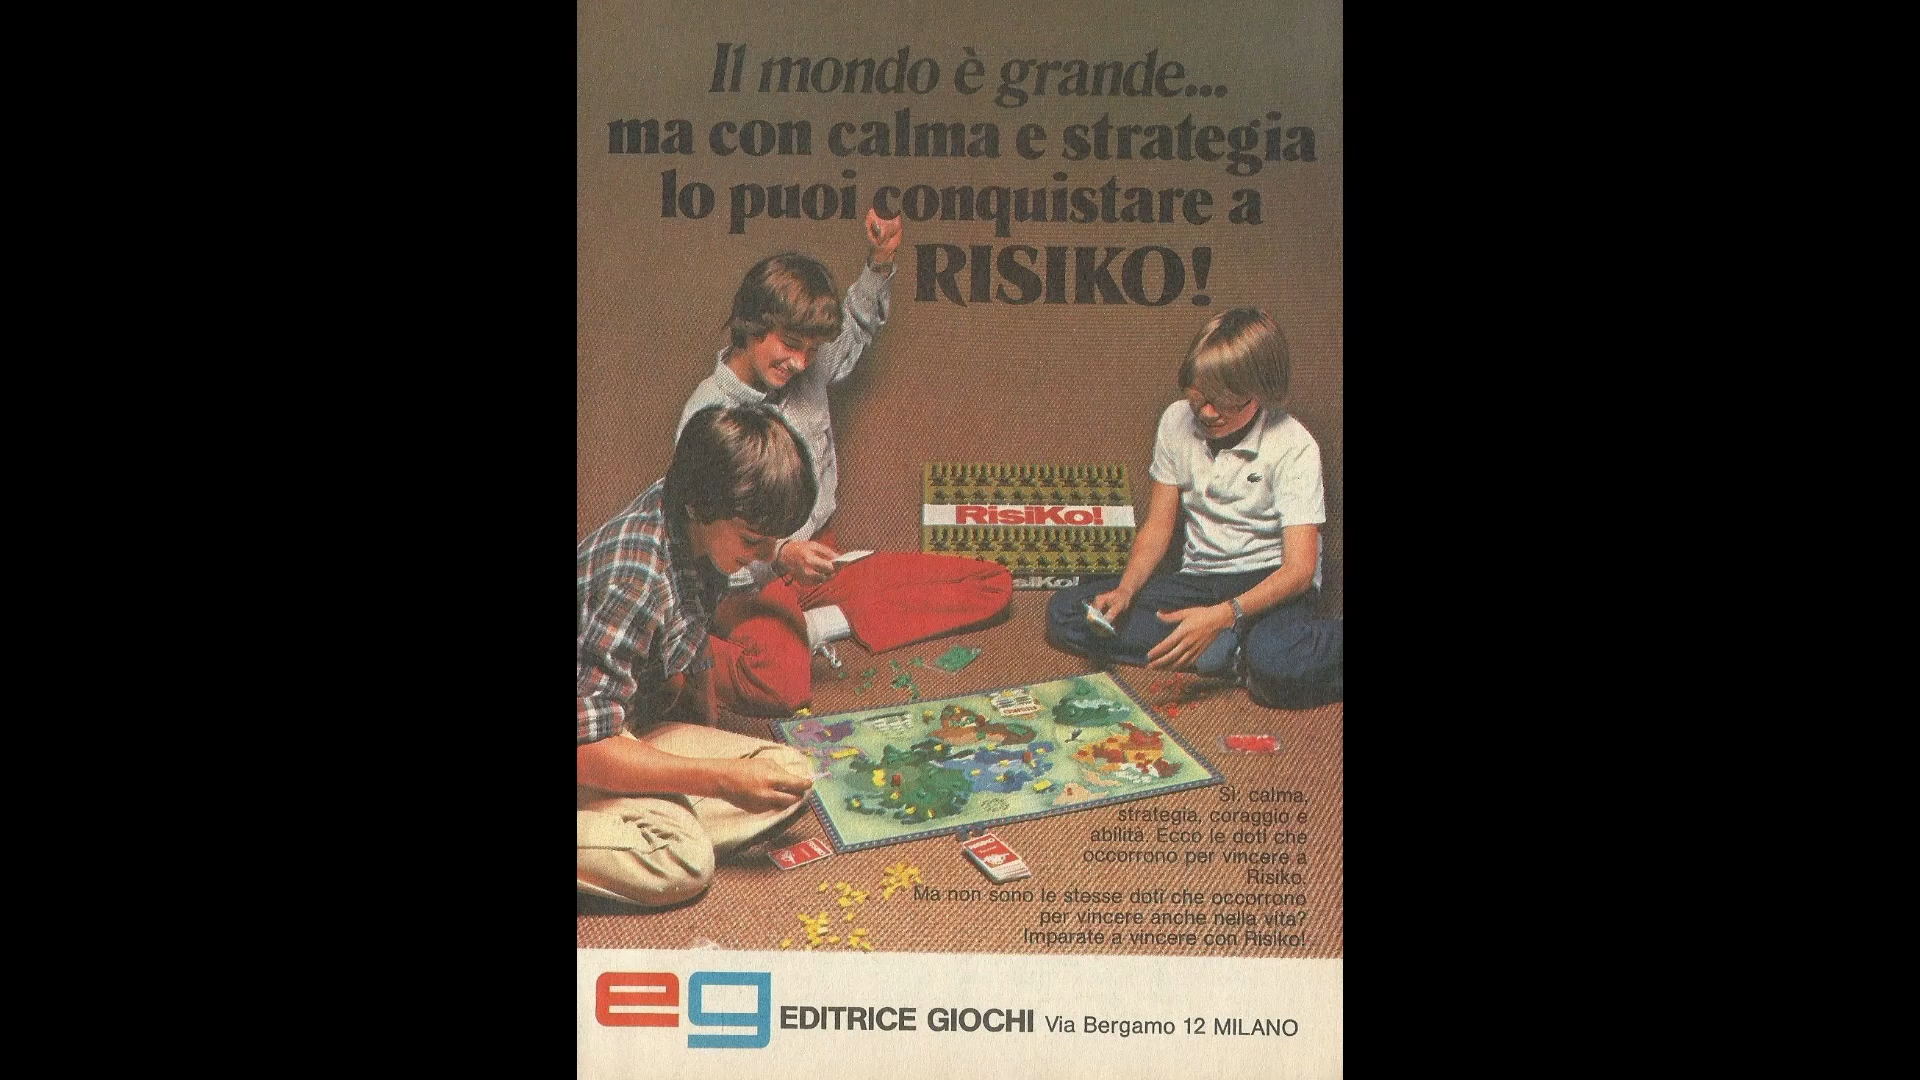 Il mondo è grande...
ma con calma e strategia
lo puoi conquistare a
RISIKO!
RisiKo!
siKo!
Sì: calma,
strategia, coraggio e
abilità. Ecco le doti che
occorrono per vincere a
Risiko.
Ma non sono le stesse doti che occorrono
per vincere anche nella vita?
Imparate a vincere con Risiko!
eg
EDITRICE GIOCHI Via Bergamo 12 MILANO